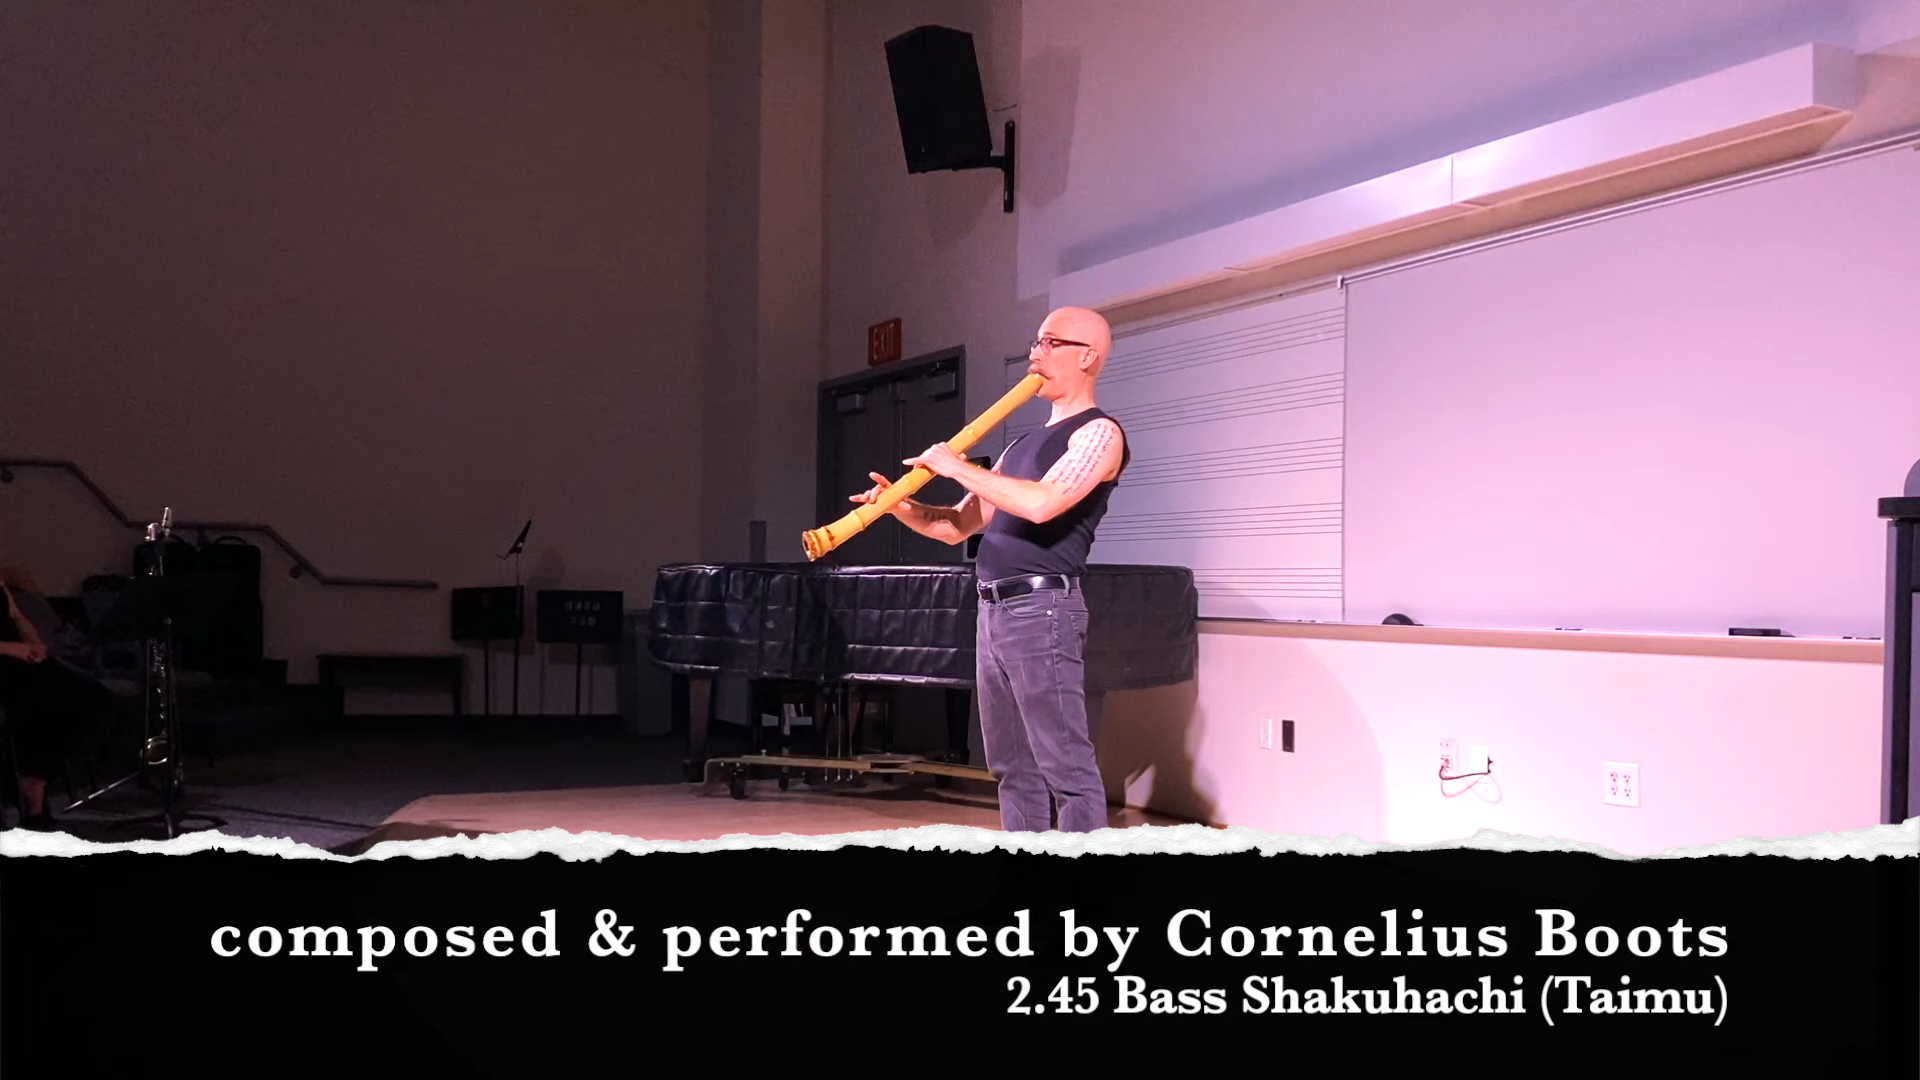 EXIT
composed & performed by Cornelius Boots
2.45 Bass Shakuhachi (Taimu)